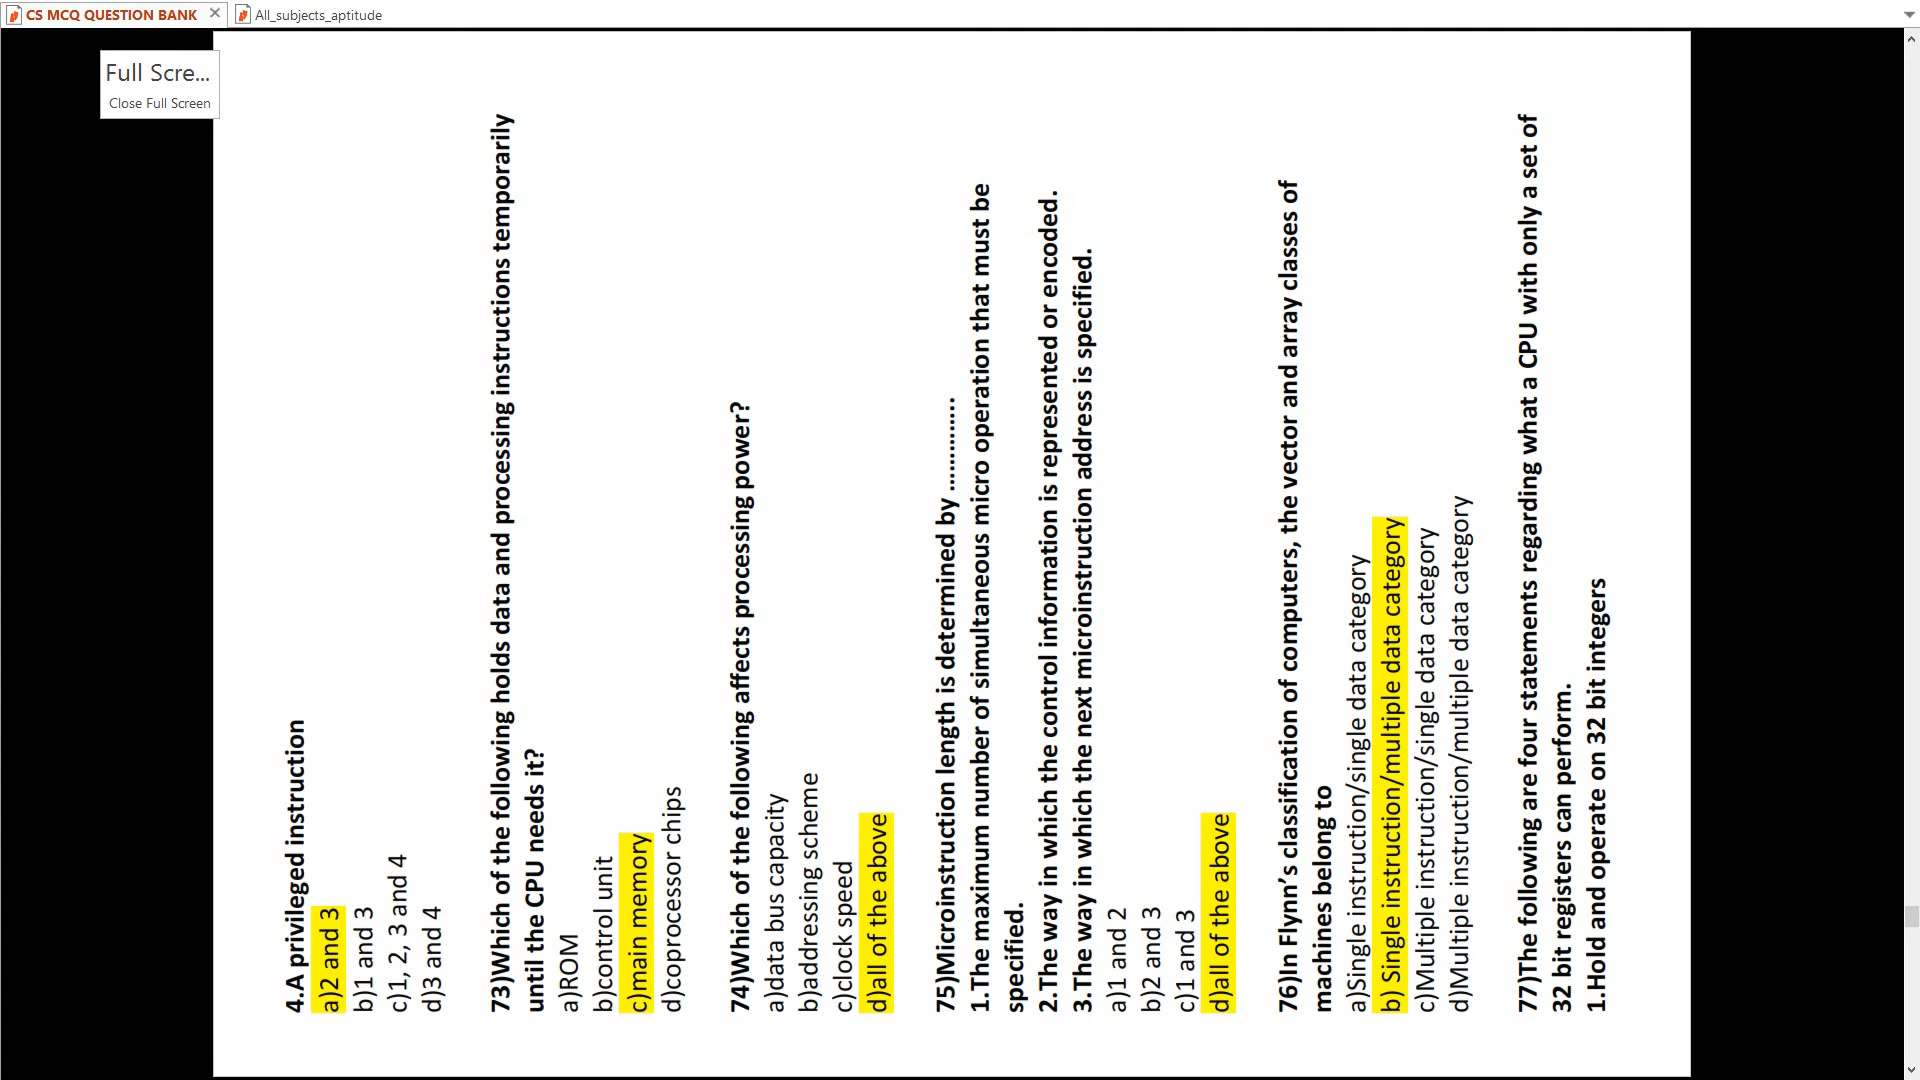 CS MCQ QUESTION BANK
All_subjects_aptitude
Full Scre...
Close Full Screen
4.A privileged instruction
a)2 and 3
b)1 and 3
c)1, 2, 3 and 4
d)3 and 4
73)Which of the following holds data and processing instructions temporarily
until the CPU needs it?
a)ROM
b)control unit
c)main memory
d)coprocessor chips
74)Which of the following affects processing power?
a)data bus capacity
b)addressing scheme
c)clock speed
d)all of the above
75)Microinstruction length is determined by .............
1.The maximum number of simultaneous micro operation that must be
specified.
2.The way in which the control information is represented or encoded.
3.The way in which the next microinstruction address is specified.
a)1 and 2
b)2 and 3
c)1 and 3
d)all of the above
76)In Flynn’s classification of computers, the vector and array classes of
machines belong to
a)Single instruction/single data category
b) Single instruction/multiple data category
c)Multiple instruction/single data category
d)Multiple instruction/multiple data category
77)The following are four statements regarding what a CPU with only a set of
32 bit registers can perform.
1.Hold and operate on 32 bit integers